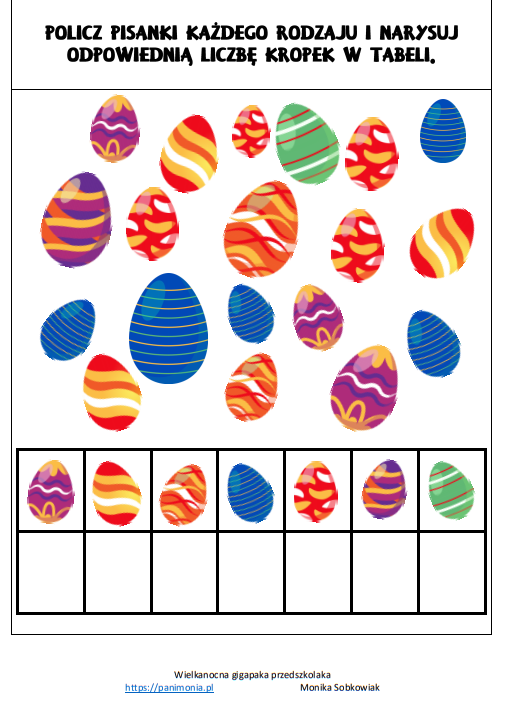 POLICZ PISANKI KAŻDEGO RODZAJU I NARYSUJ
ODPOWIEDNIĄ LICZBĘ KROPEK W TABELI.
Wielkanocna gigapaka przedszkolaka
https://panimonia.pl Monika Sobkowiak